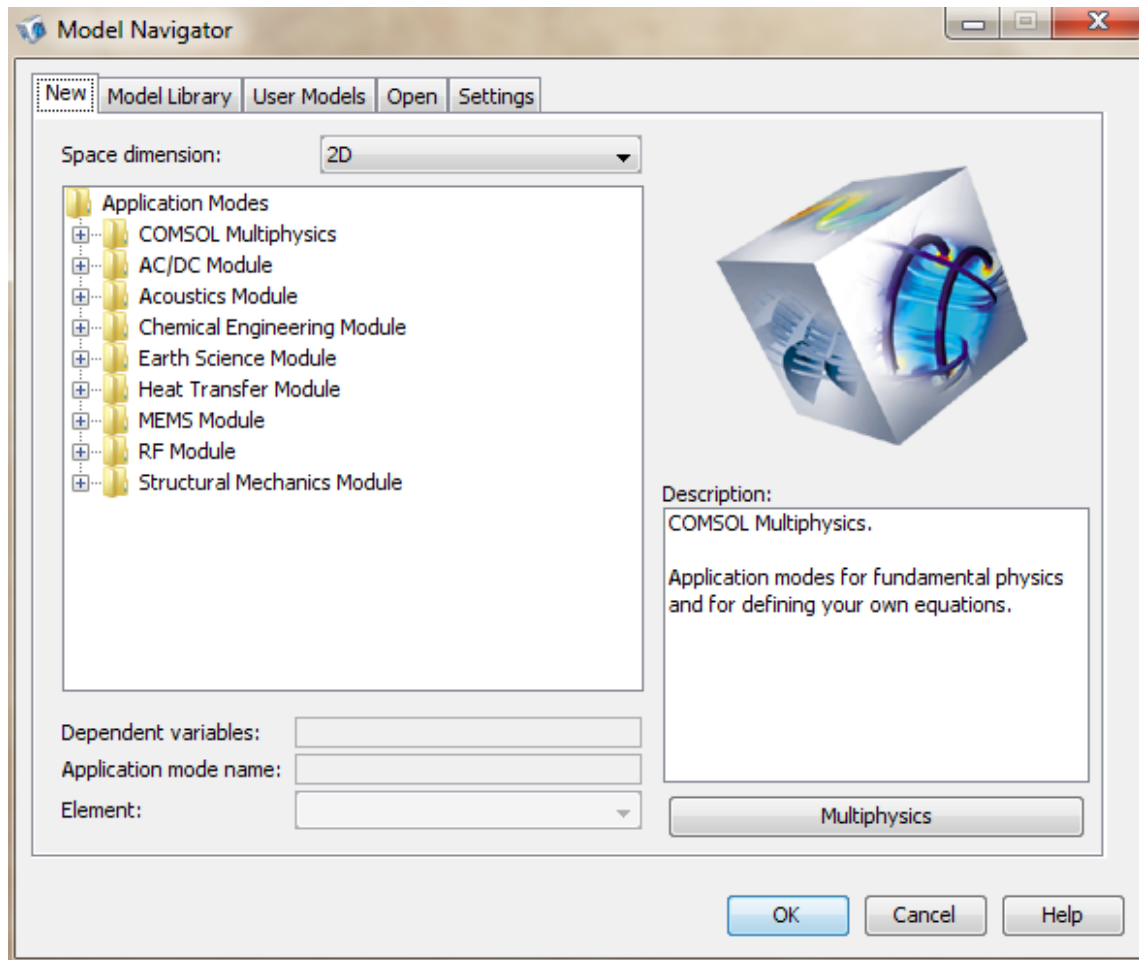 Model Navigator
New Model Library User Models Open Settings
Space dimension: 2D
Application Modes
COMSOL Multiphysics
AC/DC Module
Acoustics Module
Chemical Engineering Module
Earth Science Module
Heat Transfer Module
MEMS Module
RF Module
Structural Mechanics Module
Description:
COMSOL Multiphysics.
Application modes for fundamental physics
and for defining your own equations.
Dependent variables:
Application mode name:
Element:
Multiphysics
OK Cancel Help